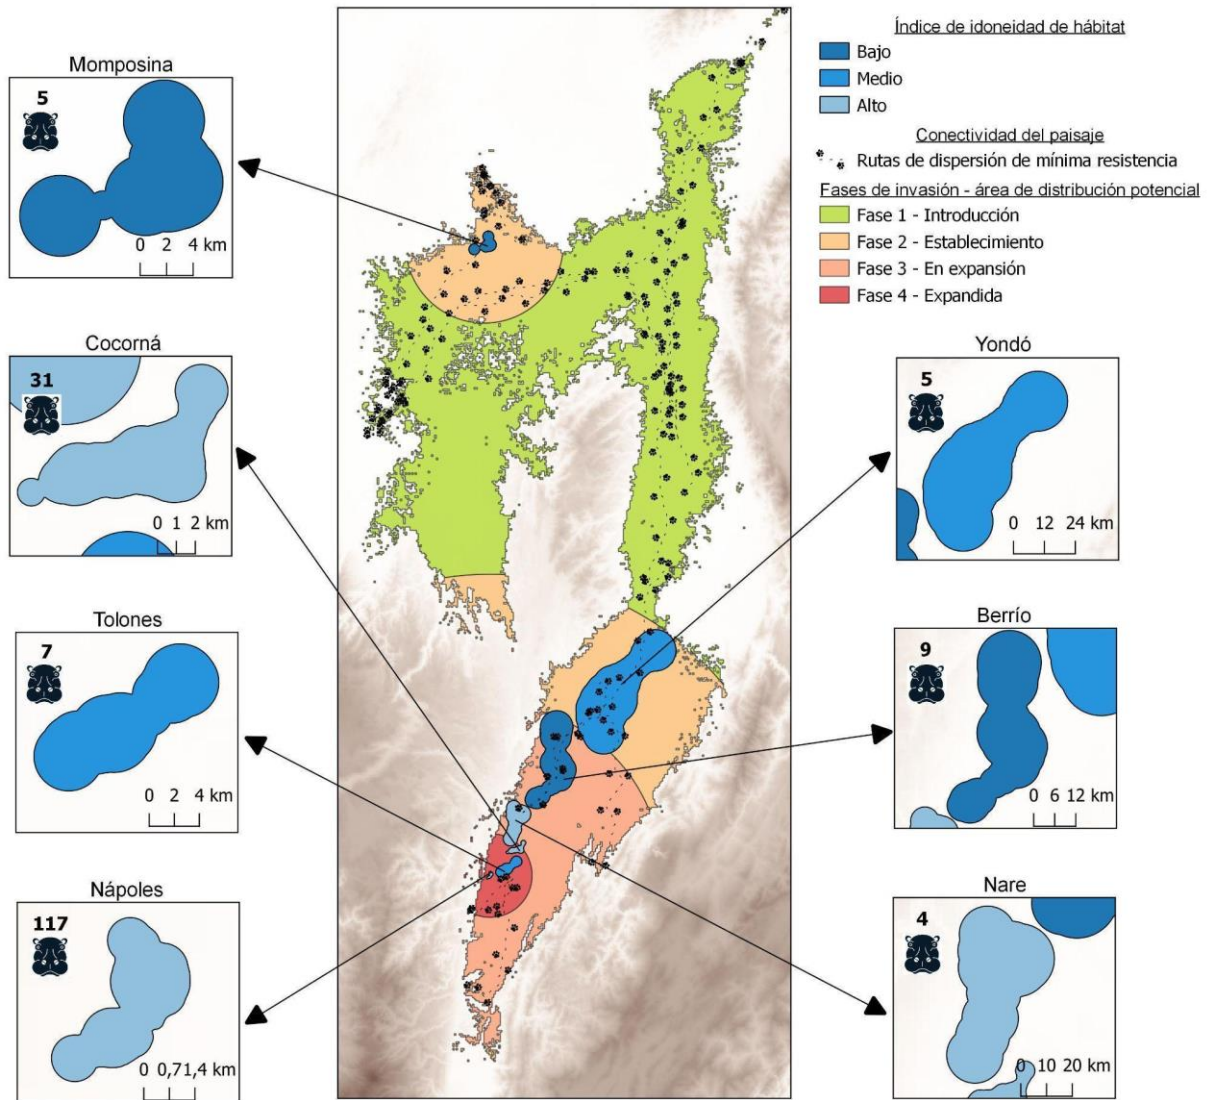 Índice de idoneidad de hábitat
Bajo
Medio
Alto
Conectividad del paisaje
Rutas de dispersión de mínima resistencia
Fases de invasión - área de distribución potencial
Fase 1 - Introducción
Fase 2 - Establecimiento
Fase 3 - En expansión
Fase 4 - Expandida
Momposina
5
0 2 4 km
Cocorná
31
0 1 2 km
Tolones
7
0 2 4 km
Nápoles
117
0 0,71,4 km
Yondó
5
0 12 24 km
Berrío
9
0 6 12 km
Nare
4
0 10 20 km